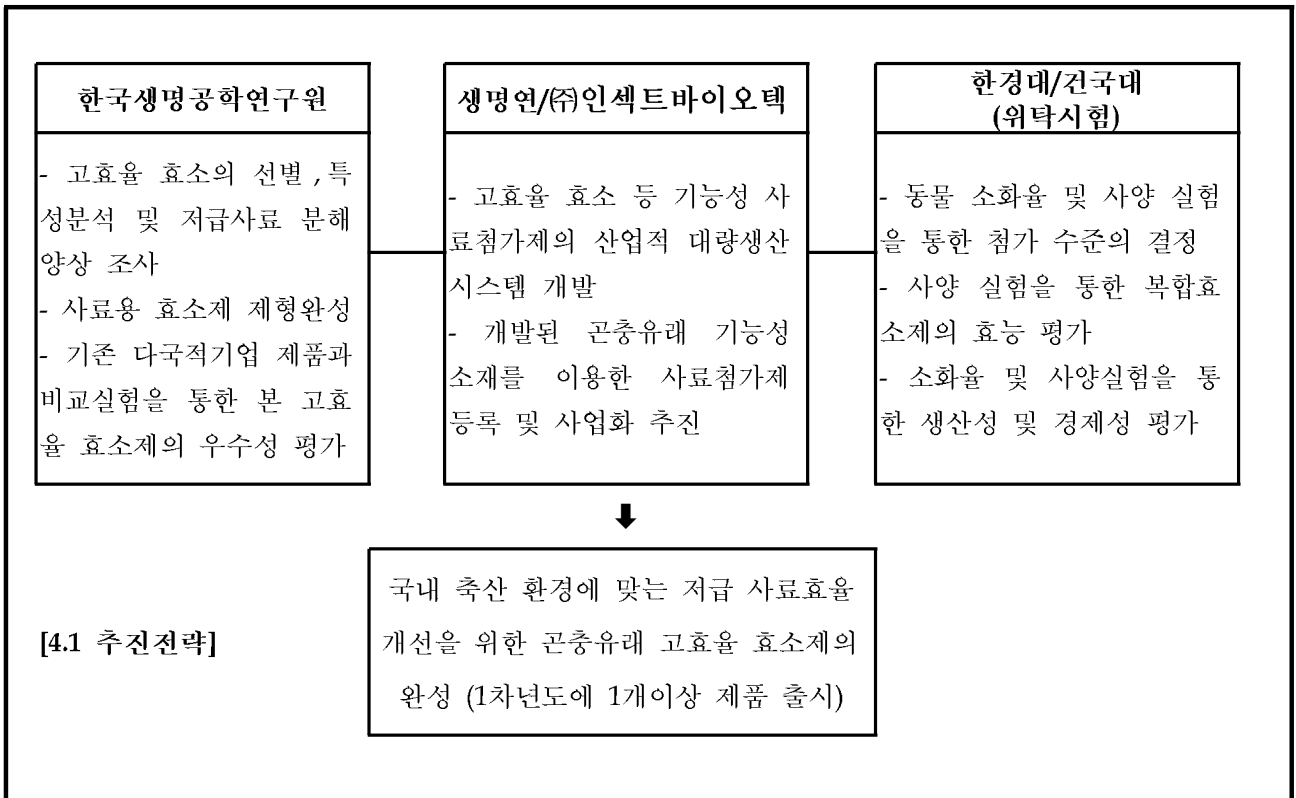 한국생명공학연구원
- 고효율 효소의 선별 , 특
성분석 및 저급사료 분해
양상 조사
- 사료용 효소제 제형완성
- 기존 다국적기업 제품과
비교실험을 통한 본 고효
율 효소제의 우수성 평가
생명연/㈜인섹트바이오텍
- 고효율 효소 등 기능성 사
료첨가제의 산업적 대량생산
시스템 개발
- 개발된 곤충유래 기능성
소재를 이용한 사료첨가제
등록 및 사업화 추진
한경대/건국대
(위탁시험)
- 동물 소화율 및 사양 실험
을 통한 첨가 수준의 결정
- 사양 실험을 통한 복합효
소제의 효능 평가
- 소화율 및 사양실험을 통
한 생산성 및 경제성 평가
[4.1 추진전략]
국내 축산 환경에 맞는 저급 사료효율
개선을 위한 곤충유래 고효율 효소제의
완성 (1차년도에 1개이상 제품 출시)